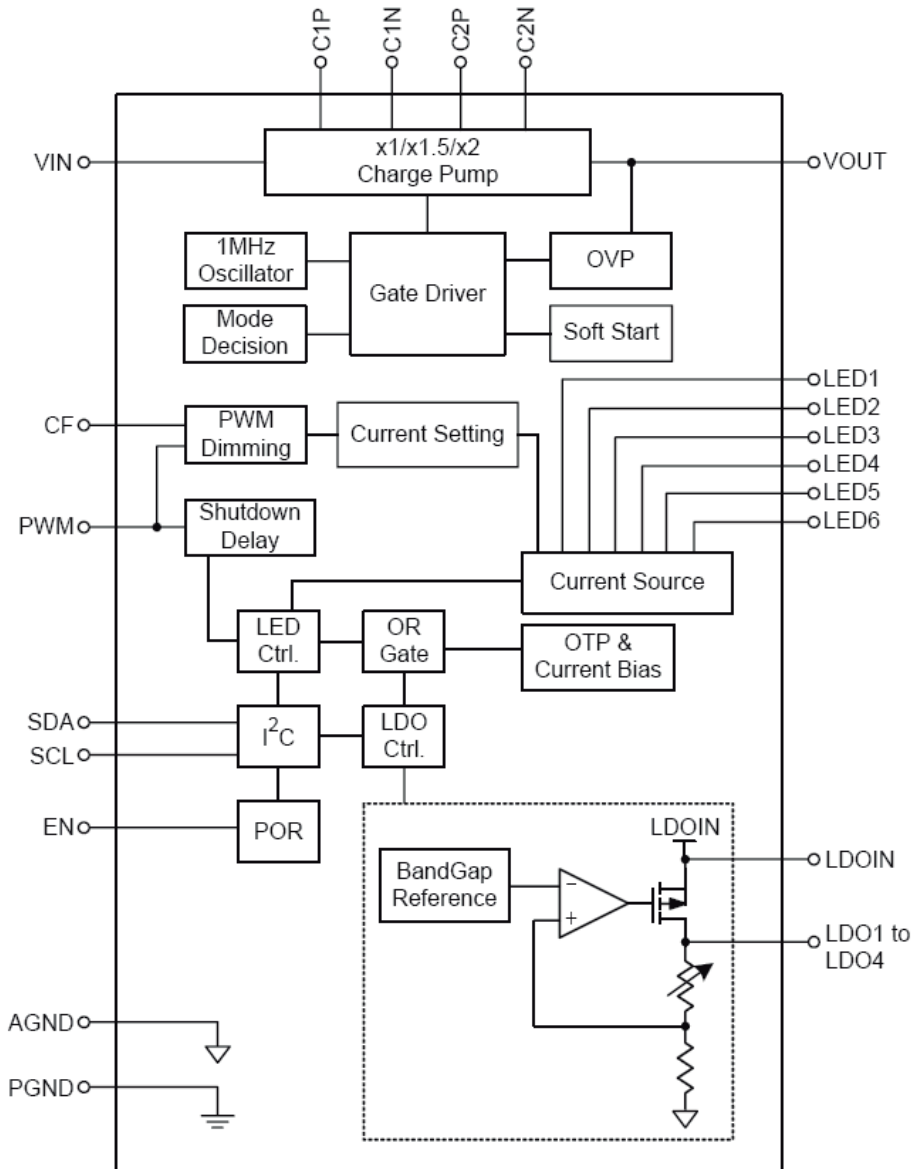 C1P
C1N
C2P
C2N
VIN
x1/x1.5/x2
Charge Pump
VOUT
1MHz
Oscillator
Gate Driver
OVP
Mode
Decision
Soft Start
LED1
LED2
LED3
LED4
LED5
LED6
CF
PWM
Dimming
Current Setting
PWM
Shutdown
Delay
Current Source
LED
Ctrl.
OR
Gate
OTP &
Current Bias
SDA
SCL
I²C
LDO
Ctrl.
EN
POR
LDOIN
LDOIN
BandGap
Reference
−
+
LDO1 to
LDO4
AGND
PGND